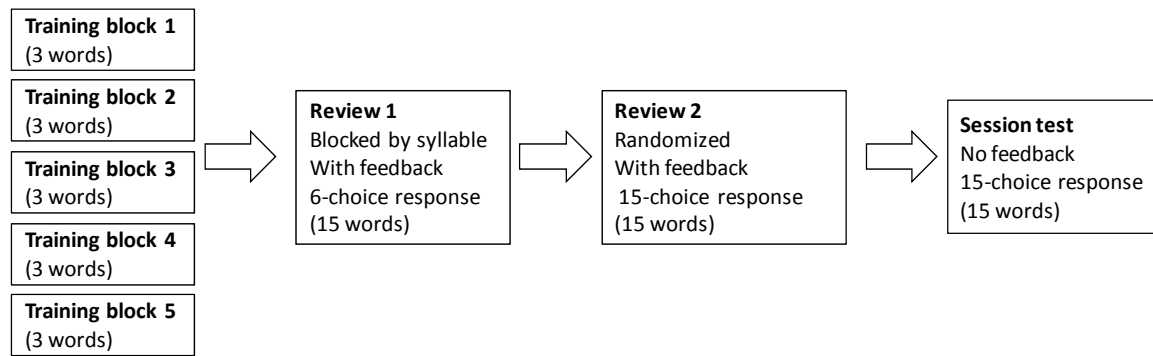 Training block 1
(3 words)
Training block 2
(3 words)
Training block 3
(3 words)
Training block 4
(3 words)
Training block 5
(3 words)
Review 1
Blocked by syllable
With feedback
6-choice response
(15 words)
Review 2
Randomized
With feedback
15-choice response
(15 words)
Session test
No feedback
15-choice response
(15 words)